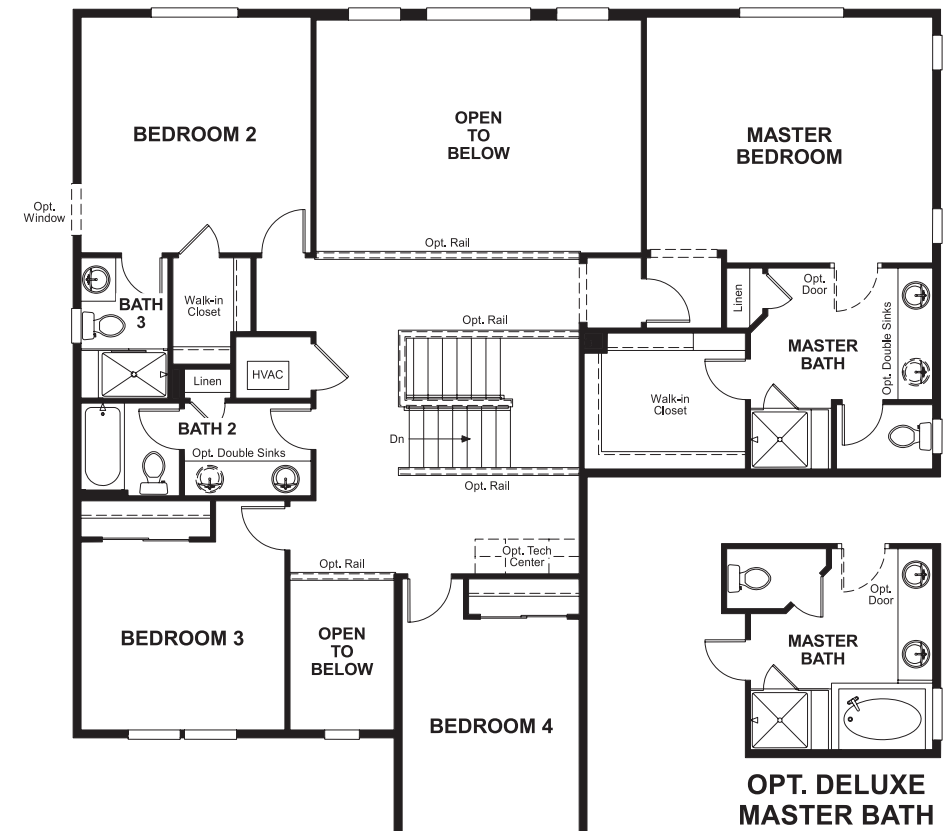 BEDROOM 2
OPEN
TO
BELOW
MASTER
BEDROOM
Opt.
Window
Opt. Rail
BATH
3
Walk-in
Closet
Opt. Rail
Linen
Opt.
Door
Opt. Double Sinks
MASTER
BATH
HVAC
Linen
Walk-in
Closet
BATH 2
Opt. Double Sinks
Dn
Opt. Rail
Opt. Tech
Center
Opt. Rail
BEDROOM 3
OPEN
TO
BELOW
BEDROOM 4
Opt.
Door
MASTER
BATH
OPT. DELUXE
MASTER BATH